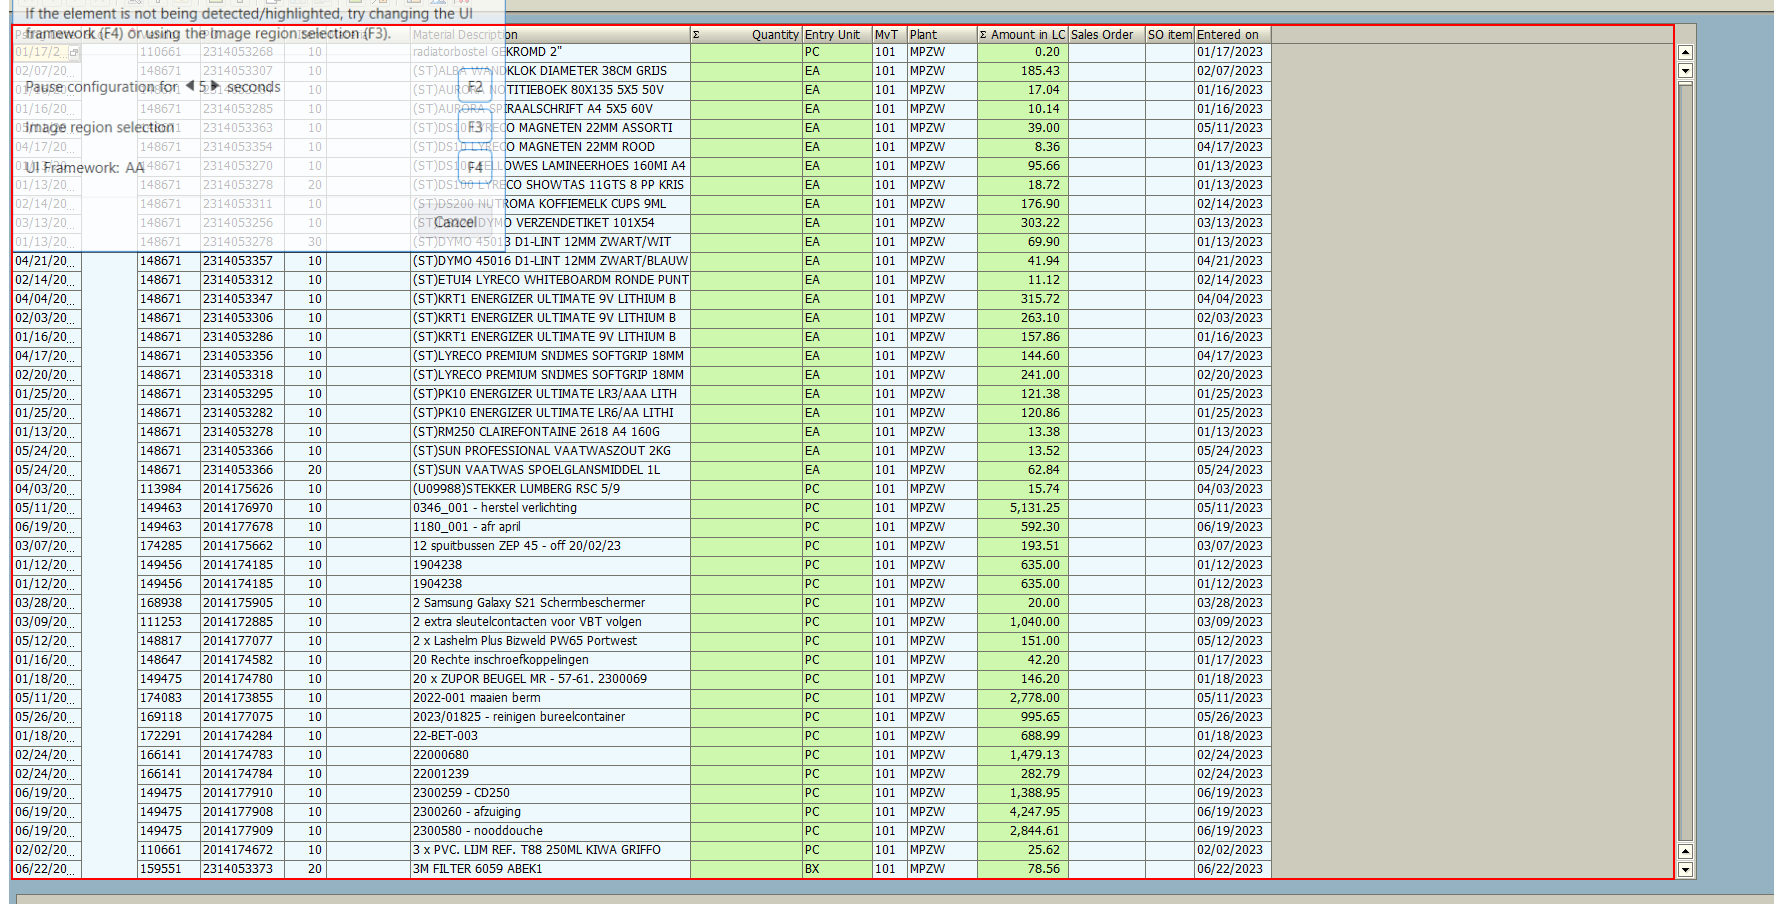 If the element is not being detected/highlighted, try changing the UI
framework (F4) or using the Image region selection (F3).
Pause configuration for 5 seconds F2
Image region selection F3
UI Framework: AA F4
Cancel
Material Description Σ Quantity Entry Unit MvT Plant Σ Amount in LC Sales Order SO item Entered on
01/17/2... 110661 2314053268 10 radiatorbostel GEKROMD 2" PC 101 MPZW 0.20 01/17/2023
02/07/20... 148671 2314053307 10 (ST)ALBA WANDKLOK DIAMETER 38CM GRIJS EA 101 MPZW 185.43 02/07/2023
10 (ST)AURORA NOTITIEBOEK 80X135 5X5 50V EA 101 MPZW 17.04 01/16/2023
01/16/20... 148671 2314053285 10 (ST)AURORA SPIRAALSCHRIFT A4 5X5 60V EA 101 MPZW 10.14 01/16/2023
2314053363 10 (ST)DS10 LYRECO MAGNETEN 22MM ASSORTI EA 101 MPZW 39.00 05/11/2023
04/17/20... 148671 2314053354 10 (ST)DS10 LYRECO MAGNETEN 22MM ROOD EA 101 MPZW 8.36 04/17/2023
148671 2314053270 10 (ST)DS100 FELLOWES LAMINEERHOES 160MI A4 EA 101 MPZW 95.66 01/13/2023
01/13/20... 148671 2314053278 20 (ST)DS100 LYRECO SHOWTAS 11GTS 8 PP KRIS EA 101 MPZW 18.72 01/13/2023
02/14/20... 148671 2314053311 10 (ST)DS200 NUTROMA KOFFIEMELK CUPS 9ML EA 101 MPZW 176.90 02/14/2023
03/13/20... 148671 2314053256 10 (ST)DS220 DYMO VERZENDETIKET 101X54 EA 101 MPZW 303.22 03/13/2023
01/13/20... 148671 2314053278 30 (ST)DYMO 45013 D1-LINT 12MM ZWART/WIT EA 101 MPZW 69.90 01/13/2023
04/21/20... 148671 2314053357 10 (ST)DYMO 45016 D1-LINT 12MM ZWART/BLAUW EA 101 MPZW 41.94 04/21/2023
02/14/20... 148671 2314053312 10 (ST)ETUI4 LYRECO WHITEBOARDM RONDE PUNT EA 101 MPZW 11.12 02/14/2023
04/04/20... 148671 2314053347 10 (ST)KRT1 ENERGIZER ULTIMATE 9V LITHIUM B EA 101 MPZW 315.72 04/04/2023
02/03/20... 148671 2314053306 10 (ST)KRT1 ENERGIZER ULTIMATE 9V LITHIUM B EA 101 MPZW 263.10 02/03/2023
01/16/20... 148671 2314053286 10 (ST)KRT1 ENERGIZER ULTIMATE 9V LITHIUM B EA 101 MPZW 157.86 01/16/2023
04/17/20... 148671 2314053356 10 (ST)LYRECO PREMIUM SNIJMES SOFTGRIP 18MM EA 101 MPZW 144.60 04/17/2023
02/20/20... 148671 2314053318 10 (ST)LYRECO PREMIUM SNIJMES SOFTGRIP 18MM EA 101 MPZW 241.00 02/20/2023
01/25/20... 148671 2314053295 10 (ST)PK10 ENERGIZER ULTIMATE LR3/AAA LITH EA 101 MPZW 121.38 01/25/2023
01/25/20... 148671 2314053282 10 (ST)PK10 ENERGIZER ULTIMATE LR6/AA LITHI EA 101 MPZW 120.86 01/25/2023
01/13/20... 148671 2314053278 10 (ST)RM250 CLAIREFONTAINE 2618 A4 160G EA 101 MPZW 13.38 01/13/2023
05/24/20... 148671 2314053366 10 (ST)SUN PROFESSIONAL VAATWASZOUT 2KG EA 101 MPZW 13.52 05/24/2023
05/24/20... 148671 2314053366 20 (ST)SUN VAATWAS SPOELGLANSMIDDEL 1L EA 101 MPZW 62.84 05/24/2023
04/03/20... 113984 2014175626 10 (U09988)STEKKER LUMBERG RSC 5/9 PC 101 MPZW 15.74 04/03/2023
05/11/20... 149463 2014176970 10 0346_001 - herstel verlichting PC 101 MPZW 5,131.25 05/11/2023
06/19/20... 149463 2014177678 10 1180_001 - afr april PC 101 MPZW 592.30 06/19/2023
03/07/20... 174285 2014175662 10 12 spuitbussen ZEP 45 - off 20/02/23 PC 101 MPZW 193.51 03/07/2023
01/12/20... 149456 2014174185 10 1904238 PC 101 MPZW 635.00 01/12/2023
01/12/20... 149456 2014174185 10 1904238 PC 101 MPZW 635.00 01/12/2023
03/28/20... 168938 2014175905 10 2 Samsung Galaxy S21 Schermbeschermer PC 101 MPZW 20.00 03/28/2023
03/09/20... 111253 2014172885 10 2 extra sleutelcontacten voor VBT volgen PC 101 MPZW 1,040.00 03/09/2023
05/12/20... 148817 2014177077 10 2 x Lashelm Plus Bizweld PW65 Portwest PC 101 MPZW 151.00 05/12/2023
01/16/20... 148647 2014174582 10 20 Rechte inschroefkoppelingen PC 101 MPZW 42.20 01/17/2023
01/18/20... 149475 2014174780 10 20 x ZUPOR BEUGEL MR - 57-61. 2300069 PC 101 MPZW 146.20 01/18/2023
05/11/20... 174083 2014173855 10 2022-001 maaien berm PC 101 MPZW 2,778.00 05/11/2023
05/26/20... 169118 2014177075 10 2023/01825 - reinigen bureelcontainer PC 101 MPZW 995.65 05/26/2023
01/18/20... 172291 2014174284 10 22-BET-003 PC 101 MPZW 688.99 01/18/2023
02/24/20... 166141 2014174783 10 22000680 PC 101 MPZW 1,479.13 02/24/2023
02/24/20... 166141 2014174784 10 22001239 PC 101 MPZW 282.79 02/24/2023
06/19/20... 149475 2014177910 10 2300259 - CD250 PC 101 MPZW 1,388.95 06/19/2023
06/19/20... 149475 2014177908 10 2300260 - afzuiging PC 101 MPZW 4,247.95 06/19/2023
06/19/20... 149475 2014177909 10 2300580 - nooddouche PC 101 MPZW 2,844.61 06/19/2023
02/02/20... 110661 2014174672 10 3 x PVC. LIJM REF. T88 250ML KIWA GRIFFO PC 101 MPZW 25.62 02/02/2023
06/22/20... 159551 2314053373 20 3M FILTER 6059 ABEK1 BX 101 MPZW 78.56 06/22/2023